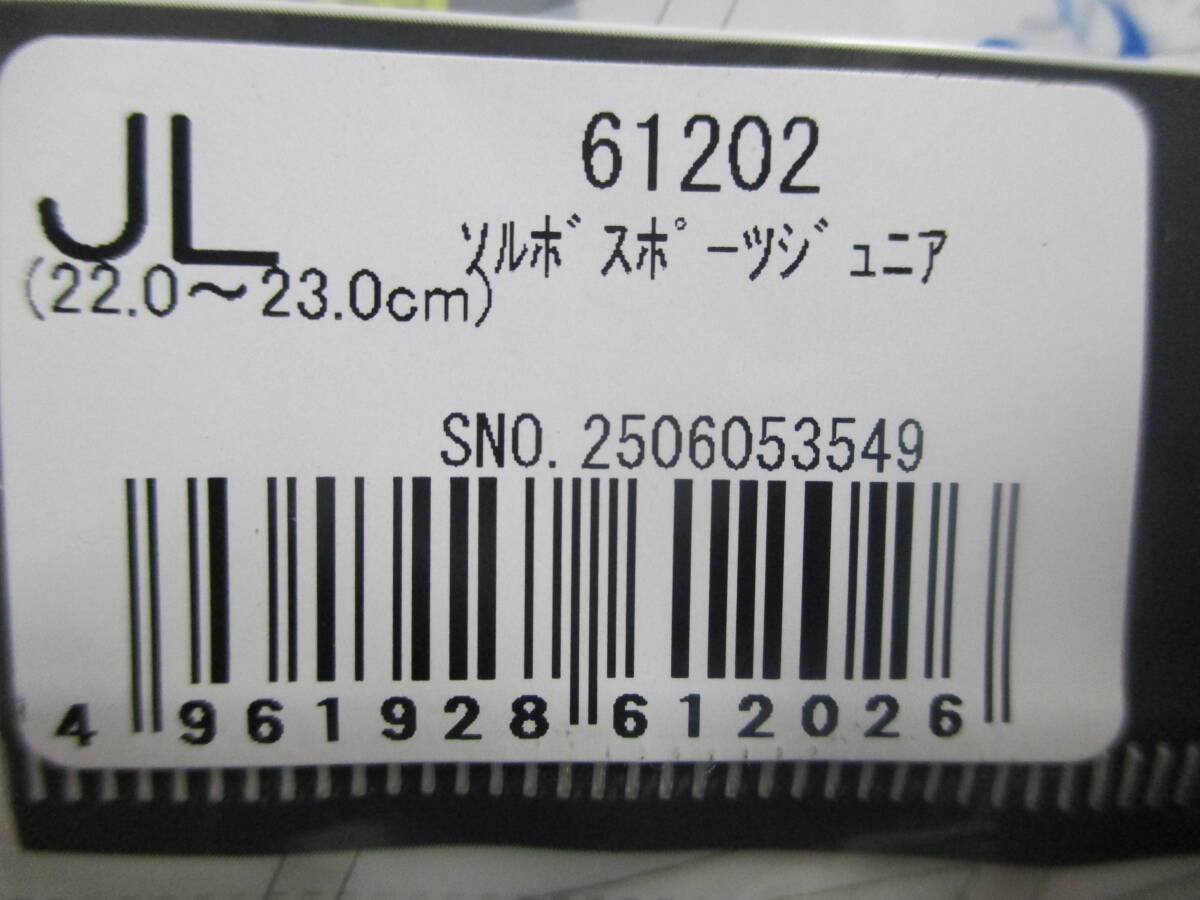 JL
(22.0～23.0cm)
61202
ｿﾙﾎﾞｽﾎﾟｰﾂｼﾞｭﾆｱ
SNO. 2506053549
4 961928 612026